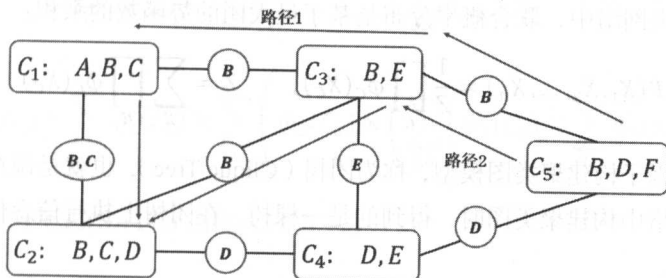 路径1
C₁: A,B,C
B
C₃: B,E
B
B,C
B
E
路径2
C₅: B,D,F
C₂: B,C,D
D
C₄: D,E
D